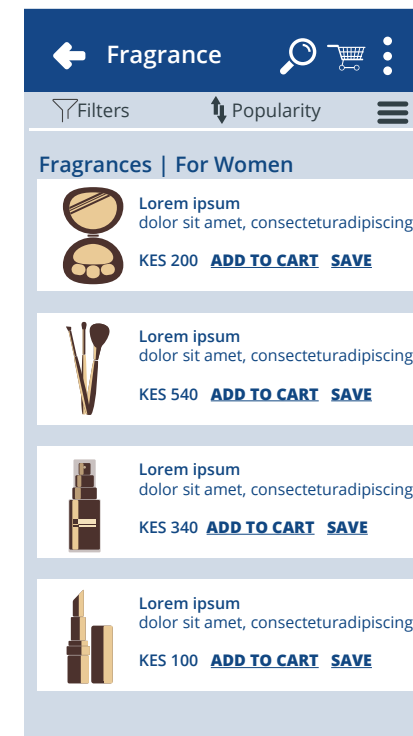 Fragrance
Filters Popularity
Fragrances | For Women
Lorem ipsum
dolor sit amet, consecteturadipiscing
KES 200 ADD TO CART SAVE
Lorem ipsum
dolor sit amet, consecteturadipiscing
KES 540 ADD TO CART SAVE
Lorem ipsum
dolor sit amet, consecteturadipiscing
KES 340 ADD TO CART SAVE
Lorem ipsum
dolor sit amet, consecteturadipiscing
KES 100 ADD TO CART SAVE